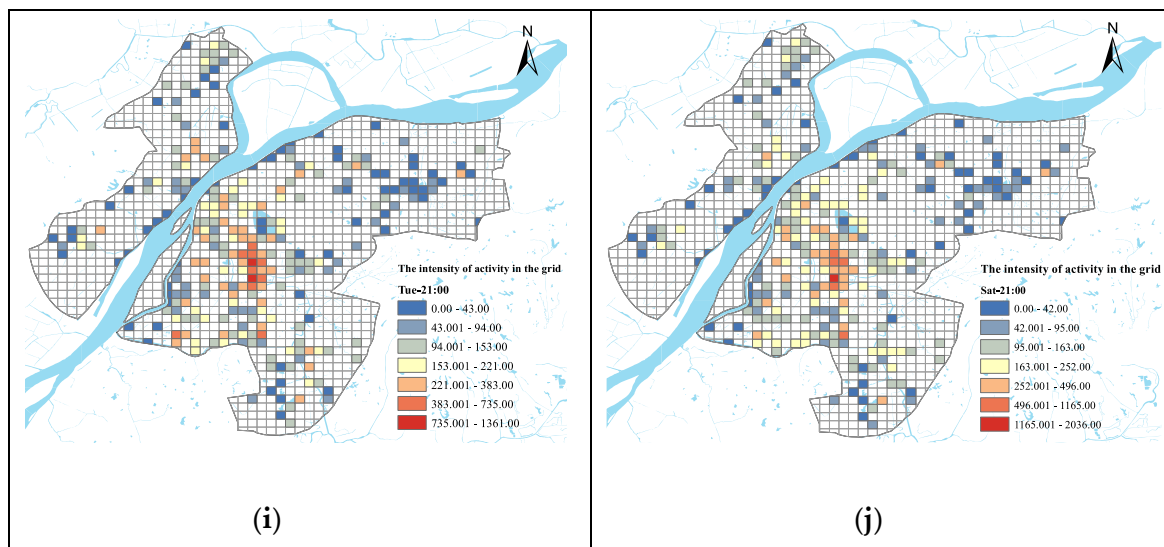 N
The intensity of activity in the grid
Tue-21:00
0.00 - 43.00
43.001 - 94.00
94.001 - 153.00
153.001 - 221.00
221.001 - 383.00
383.001 - 735.00
735.001 - 1361.00
(i)
N
The intensity of activity in the grid
Sat-21:00
0.00 - 42.00
42.001 - 95.00
95.001 - 163.00
163.001 - 252.00
252.001 - 496.00
496.001 - 1165.00
1165.001 - 2036.00
(j)